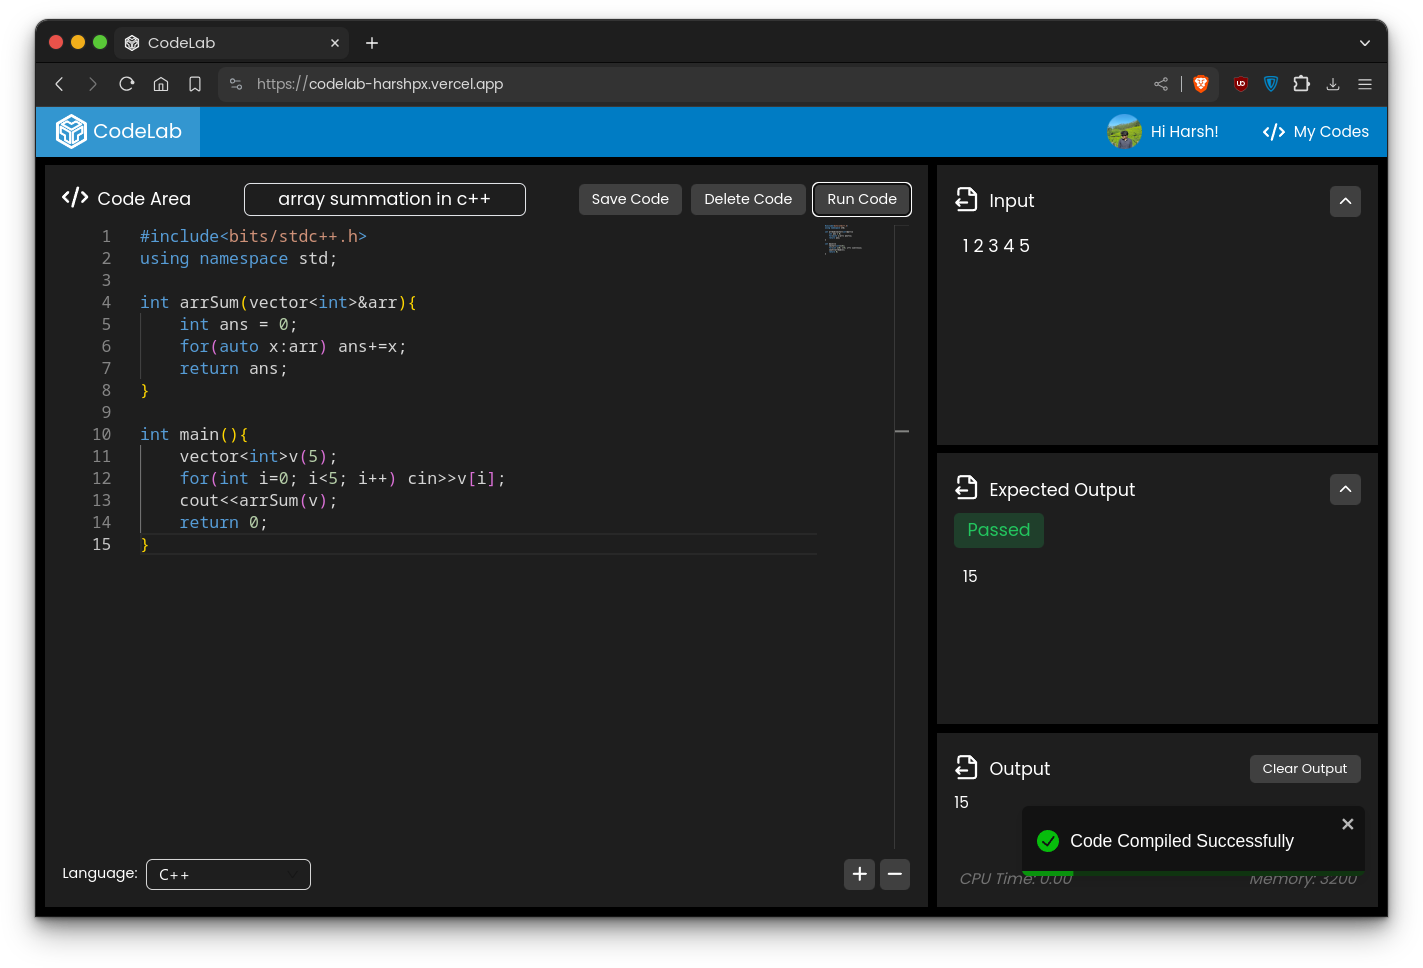 CodeLab
https://codelab-harshpx.vercel.app
CodeLab
Hi Harsh!
My Codes
Code Area
array summation in c++
Save Code
Delete Code
Run Code
1 #include<bits/stdc++.h>
2 using namespace std;
3
4 int arrSum(vector<int>&arr){
5 int ans = 0;
6 for(auto x:arr) ans+=x;
7 return ans;
8 }
9
10 int main(){
11 vector<int>v(5);
12 for(int i=0; i<5; i++) cin>>v[i];
13 cout<<arrSum(v);
14 return 0;
15 }
Language:
C++
Input
1 2 3 4 5
Expected Output
Passed
15
Output
Clear Output
15
Code Compiled Successfully
CPU Time: 0.00
Memory: 3200